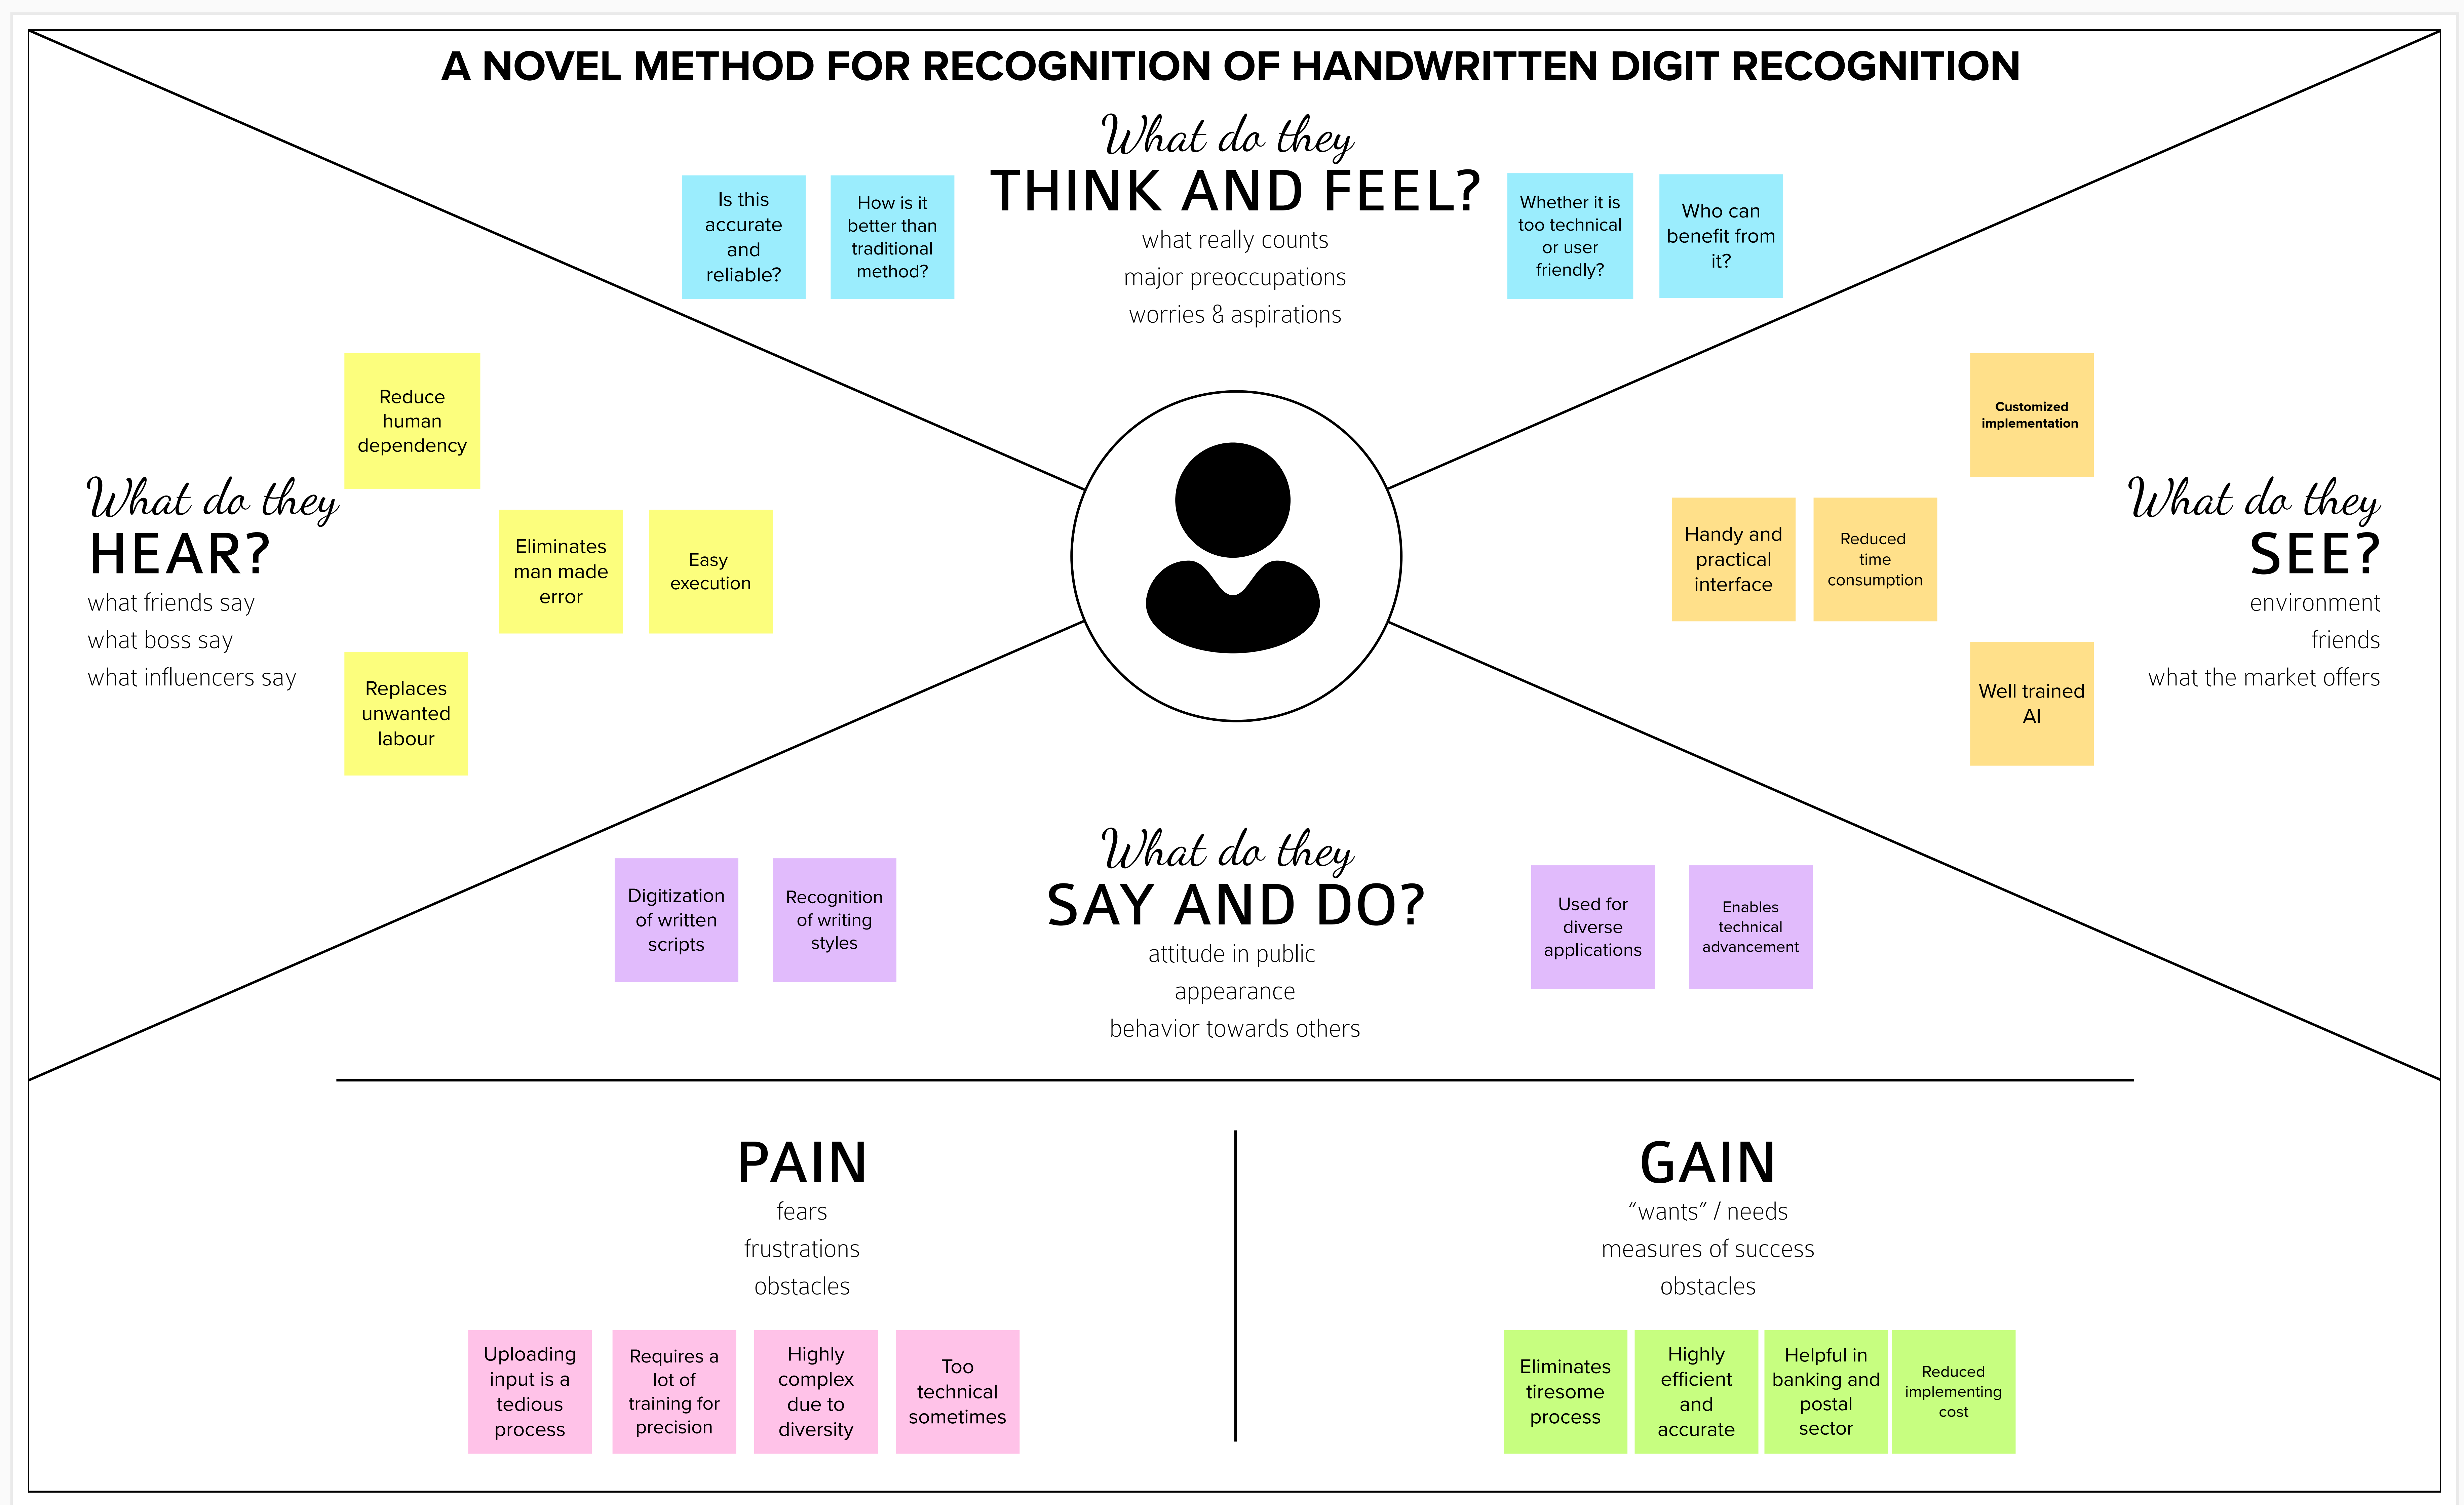 A NOVEL METHOD FOR RECOGNITION OF HANDWRITTEN DIGIT RECOGNITION
What do they
THINK AND FEEL?
what really counts
major preoccupations
worries & aspirations
Is this
accurate
and
reliable?
How is it
better than
traditional
method?
Whether it is
too technical
or user
friendly?
Who can
benefit from
it?
What do they
HEAR?
what friends say
what boss say
what influencers say
Reduce
human
dependency
Eliminates
man made
error
Easy
execution
Replaces
unwanted
labour
What do they
SEE?
environment
friends
what the market offers
Customized
implementation
Handy and
practical
interface
Reduced
time
consumption
Well trained
AI
What do they
SAY AND DO?
attitude in public
appearance
behavior towards others
Digitization
of written
scripts
Recognition
of writing
styles
Used for
diverse
applications
Enables
technical
advancement
PAIN
fears
frustrations
obstacles
Uploading
input is a
tedious
process
Requires a
lot of
training for
precision
Highly
complex
due to
diversity
Too
technical
sometimes
GAIN
“wants” / needs
measures of success
obstacles
Eliminates
tiresome
process
Highly
efficient
and
accurate
Helpful in
banking and
postal
sector
Reduced
implementing
cost